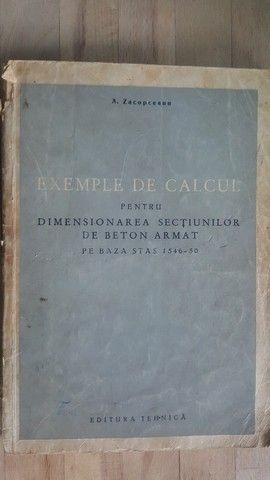 A. Zacopceanu
EXEMPLE DE CALCUL
PENTRU
DIMENSIONAREA SECȚIUNILOR
DE BETON ARMAT
PE BAZA STAS 1546-50
EDITURA TEHNICĂ